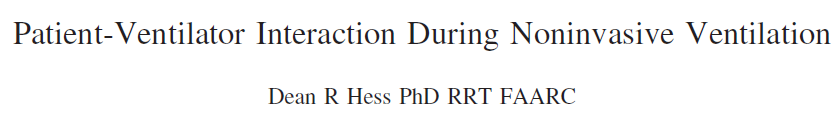 Patient-Ventilator Interaction During Noninvasive Ventilation
Dean R Hess PhD RRT FAARC